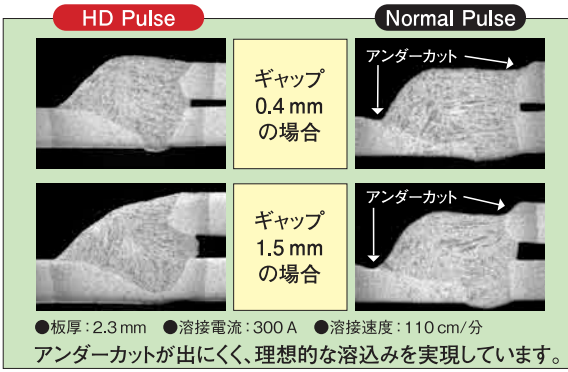 HD Pulse
Normal Pulse
ギャップ
0.4 mm
の場合
アンダーカット
ギャップ
1.5 mm
の場合
アンダーカット
●板厚：2.3 mm ●溶接電流：300 A ●溶接速度：110 cm/分
アンダーカットが出にくく、理想的な溶込みを実現しています。